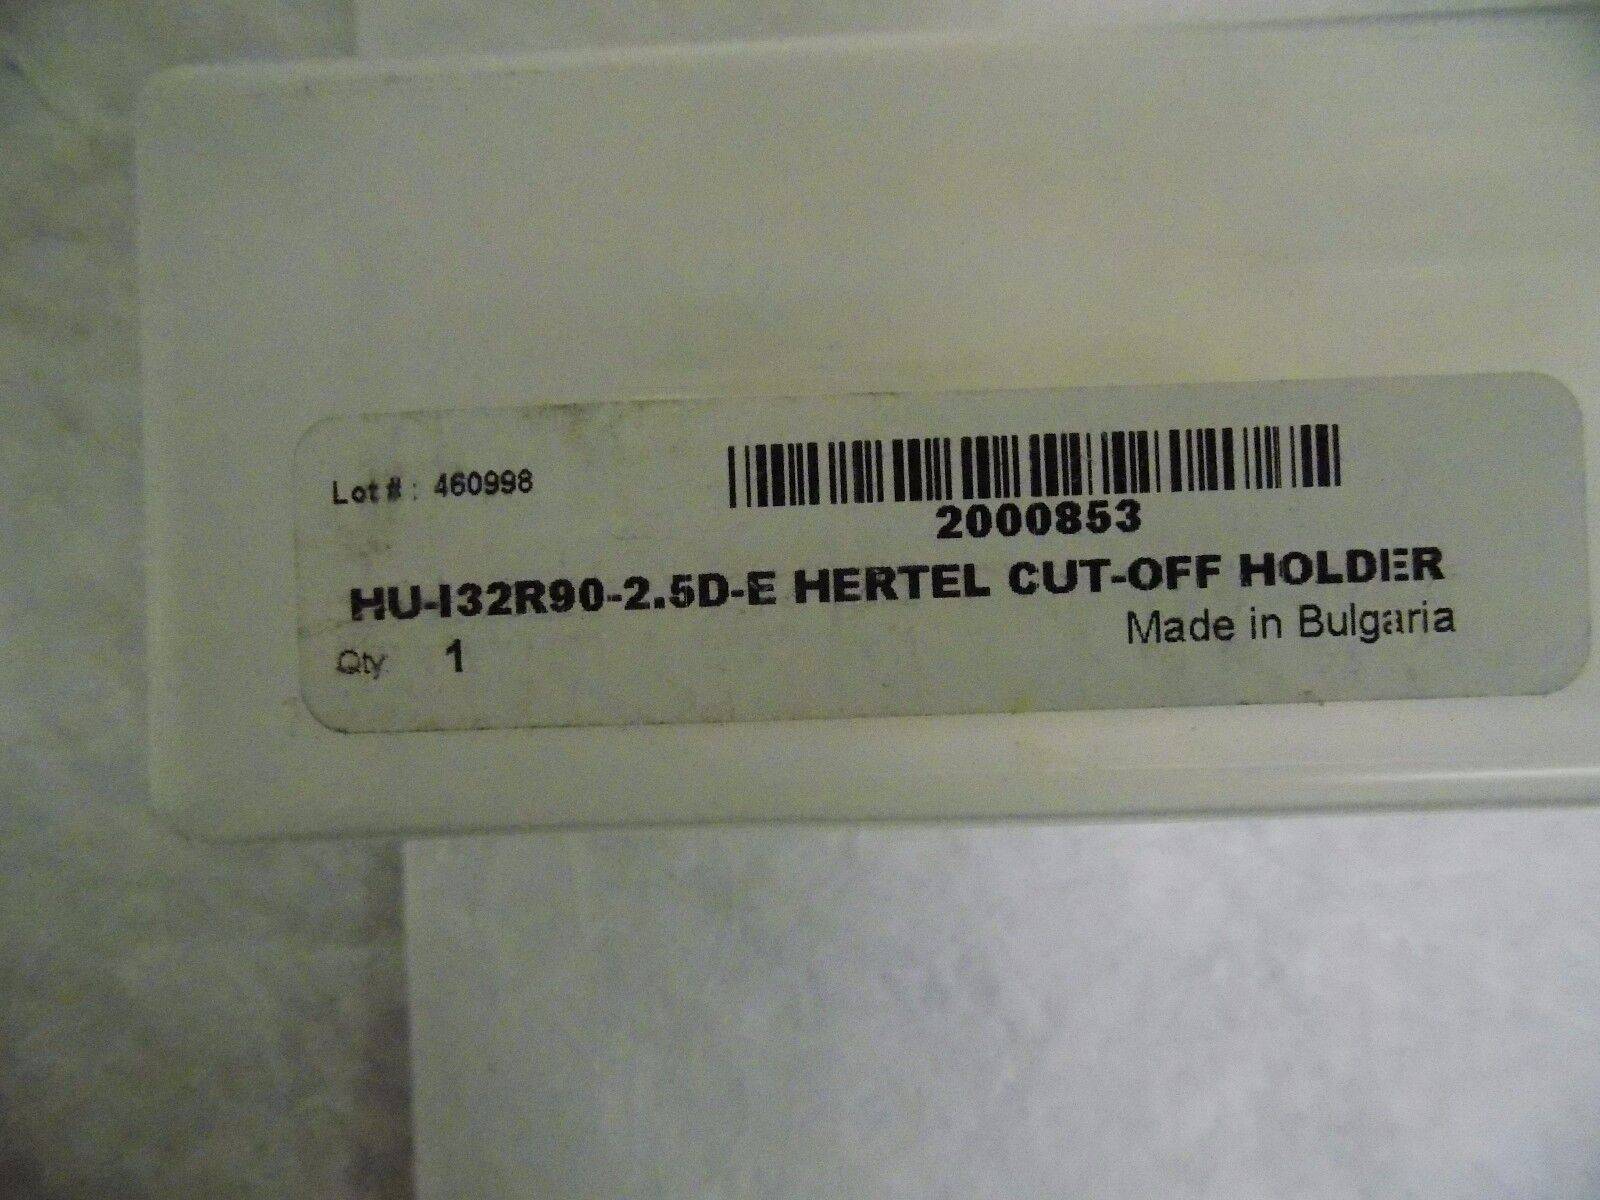 Lot # : 460998
2000853
HU-I32R90-2.5D-E HERTEL CUT-OFF HOLDER
Made in Bulgaria
Qty 1